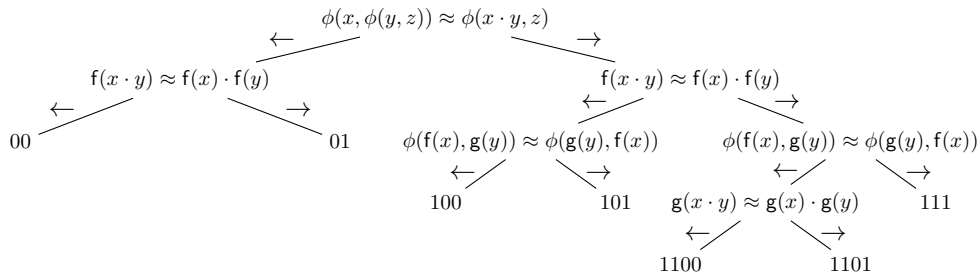 ϕ(x, ϕ(y, z)) ≈ ϕ(x · y, z)
← →
f(x · y) ≈ f(x) · f(y) f(x · y) ≈ f(x) · f(y)
← → ← →
00 01 ϕ(f(x), g(y)) ≈ ϕ(g(y), f(x)) ϕ(f(x), g(y)) ≈ ϕ(g(y), f(x))
← → ← →
100 101 g(x · y) ≈ g(x) · g(y) 111
← →
1100 1101